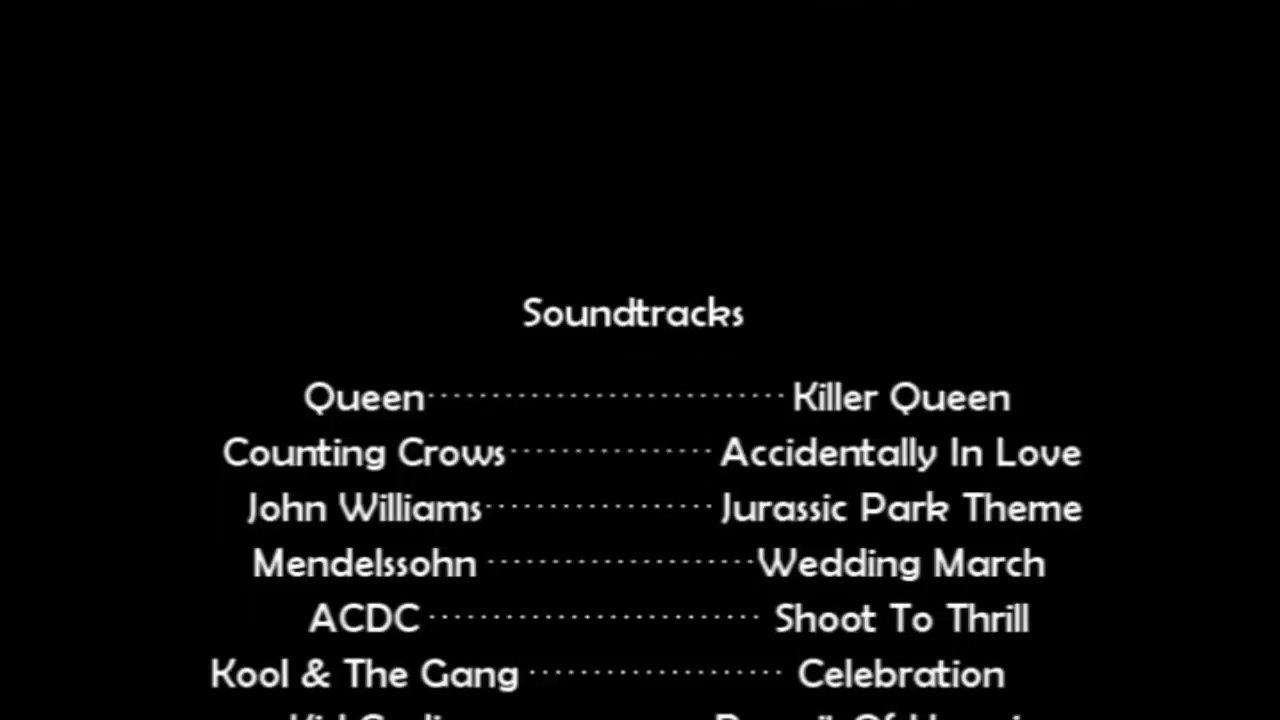 Soundtracks
Queen··························· Killer Queen
Counting Crows················ Accidentally In Love
John Williams·················· Jurassic Park Theme
Mendelssohn ·····················Wedding March
ACDC ·························· Shoot To Thrill
Kool & The Gang ···················· Celebration